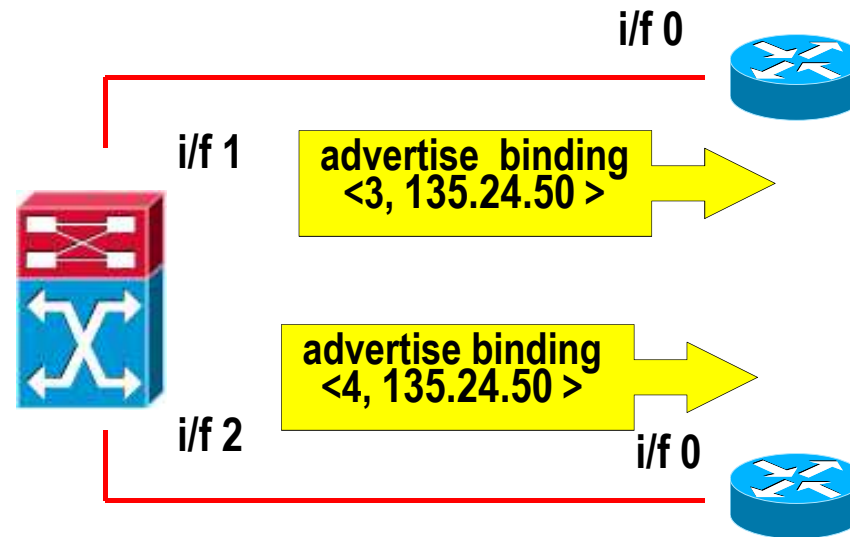 i/f 0
i/f 1
advertise binding
<3, 135.24.50 >
advertise binding
<4, 135.24.50 >
i/f 2
i/f 0